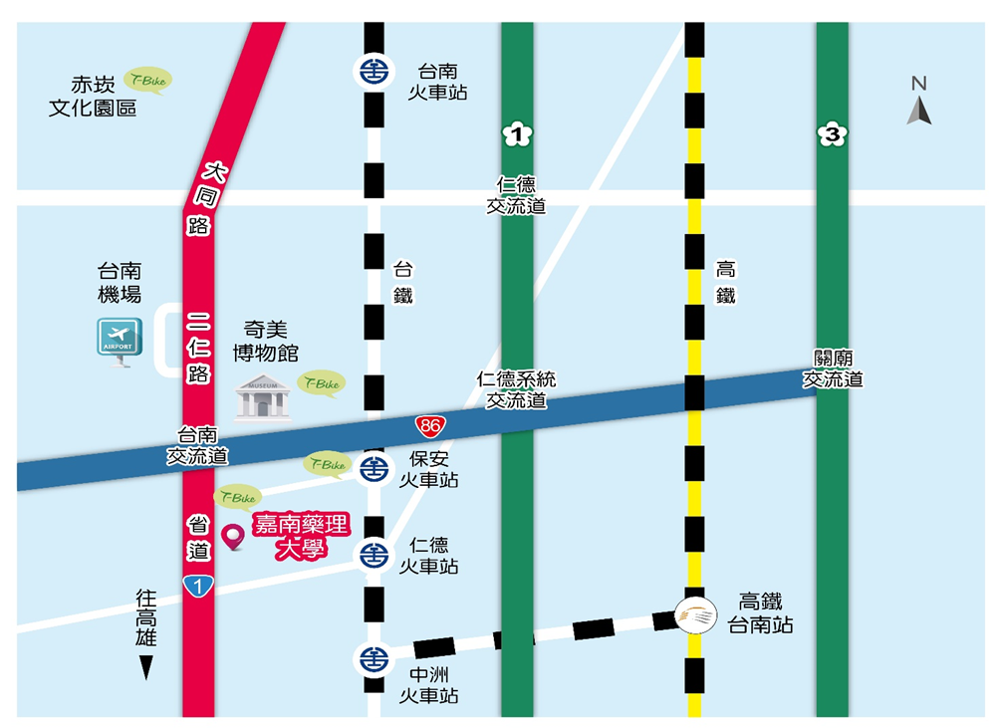 台南
火車站
赤崁
文化園區
T-Bike
N
1
3
大同路
仁德
交流道
台南
機場
AIRPORT
台鐵
高鐵
二仁路
奇美
博物館
MUSEUM
T-Bike
仁德系統
交流道
關廟
交流道
86
台南
交流道
T-Bike
保安
火車站
T-Bike
嘉南藥理
大學
省道
1
仁德
火車站
往高雄
高鐵
台南站
中洲
火車站